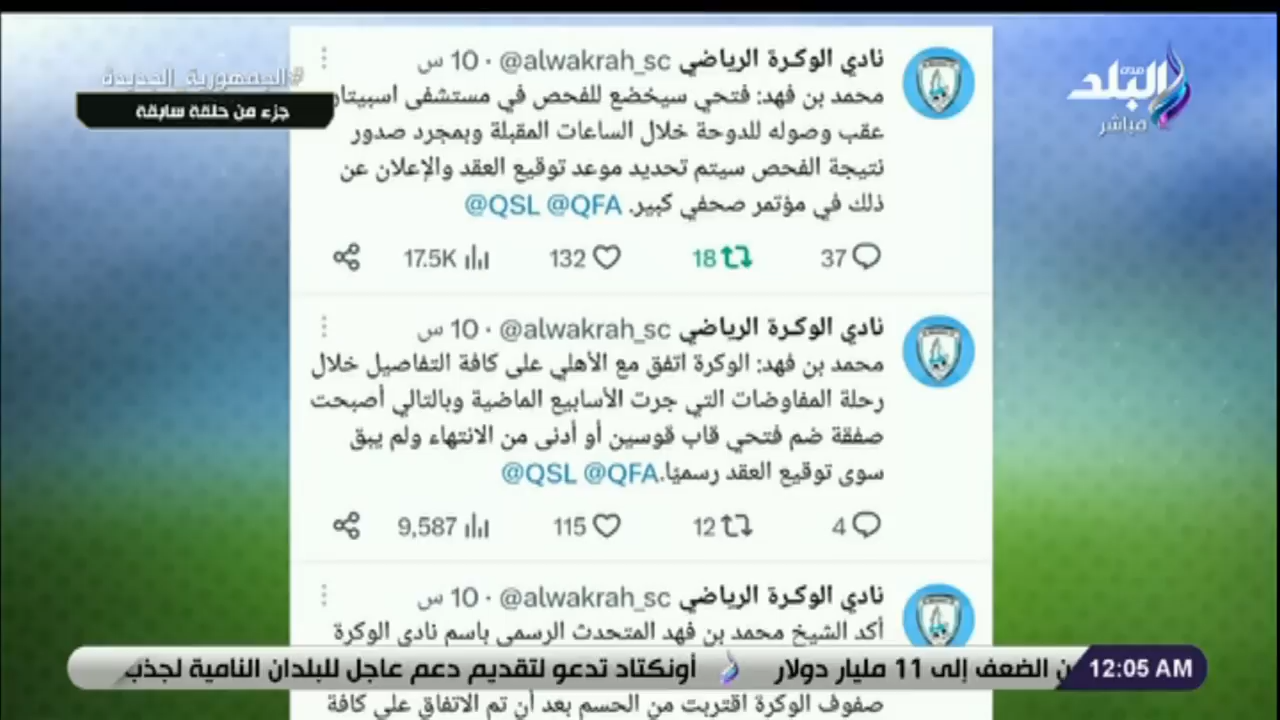 #الجمهورية_الجديدة
جزء من حلقة سابقة
صدى البلد
مباشر
نادي الوكرة الرياضي @alwakrah_sc · 10 س
محمد بن فهد: فتحي سيخضع للفحص في مستشفى اسبيتار
عقب وصوله للدوحة خلال الساعات المقبلة وبمجرد صدور
نتيجة الفحص سيتم تحديد موعد توقيع العقد والإعلان عن
ذلك في مؤتمر صحفي كبير. @QSL @QFA
37 18 132 17.5K
نادي الوكرة الرياضي @alwakrah_sc · 10 س
محمد بن فهد: الوكرة اتفق مع الأهلي على كافة التفاصيل خلال
رحلة المفاوضات التي جرت الأسابيع الماضية وبالتالي أصبحت
صفقة ضم فتحي قاب قوسين أو أدنى من الانتهاء ولم يبق
سوى توقيع العقد رسميًا.@QSL @QFA
4 12 115 9,587
نادي الوكرة الرياضي @alwakrah_sc · 10 س
أكد الشيخ محمد بن فهد المتحدث الرسمي باسم نادي الوكرة
12:05 AM ن الضعف إلى 11 مليار دولار أونكتاد تدعو لتقديم دعم عاجل للبلدان النامية لجذب
صفوف الوكرة اقتربت من الحسم بعد أن تم الاتفاق على كافة